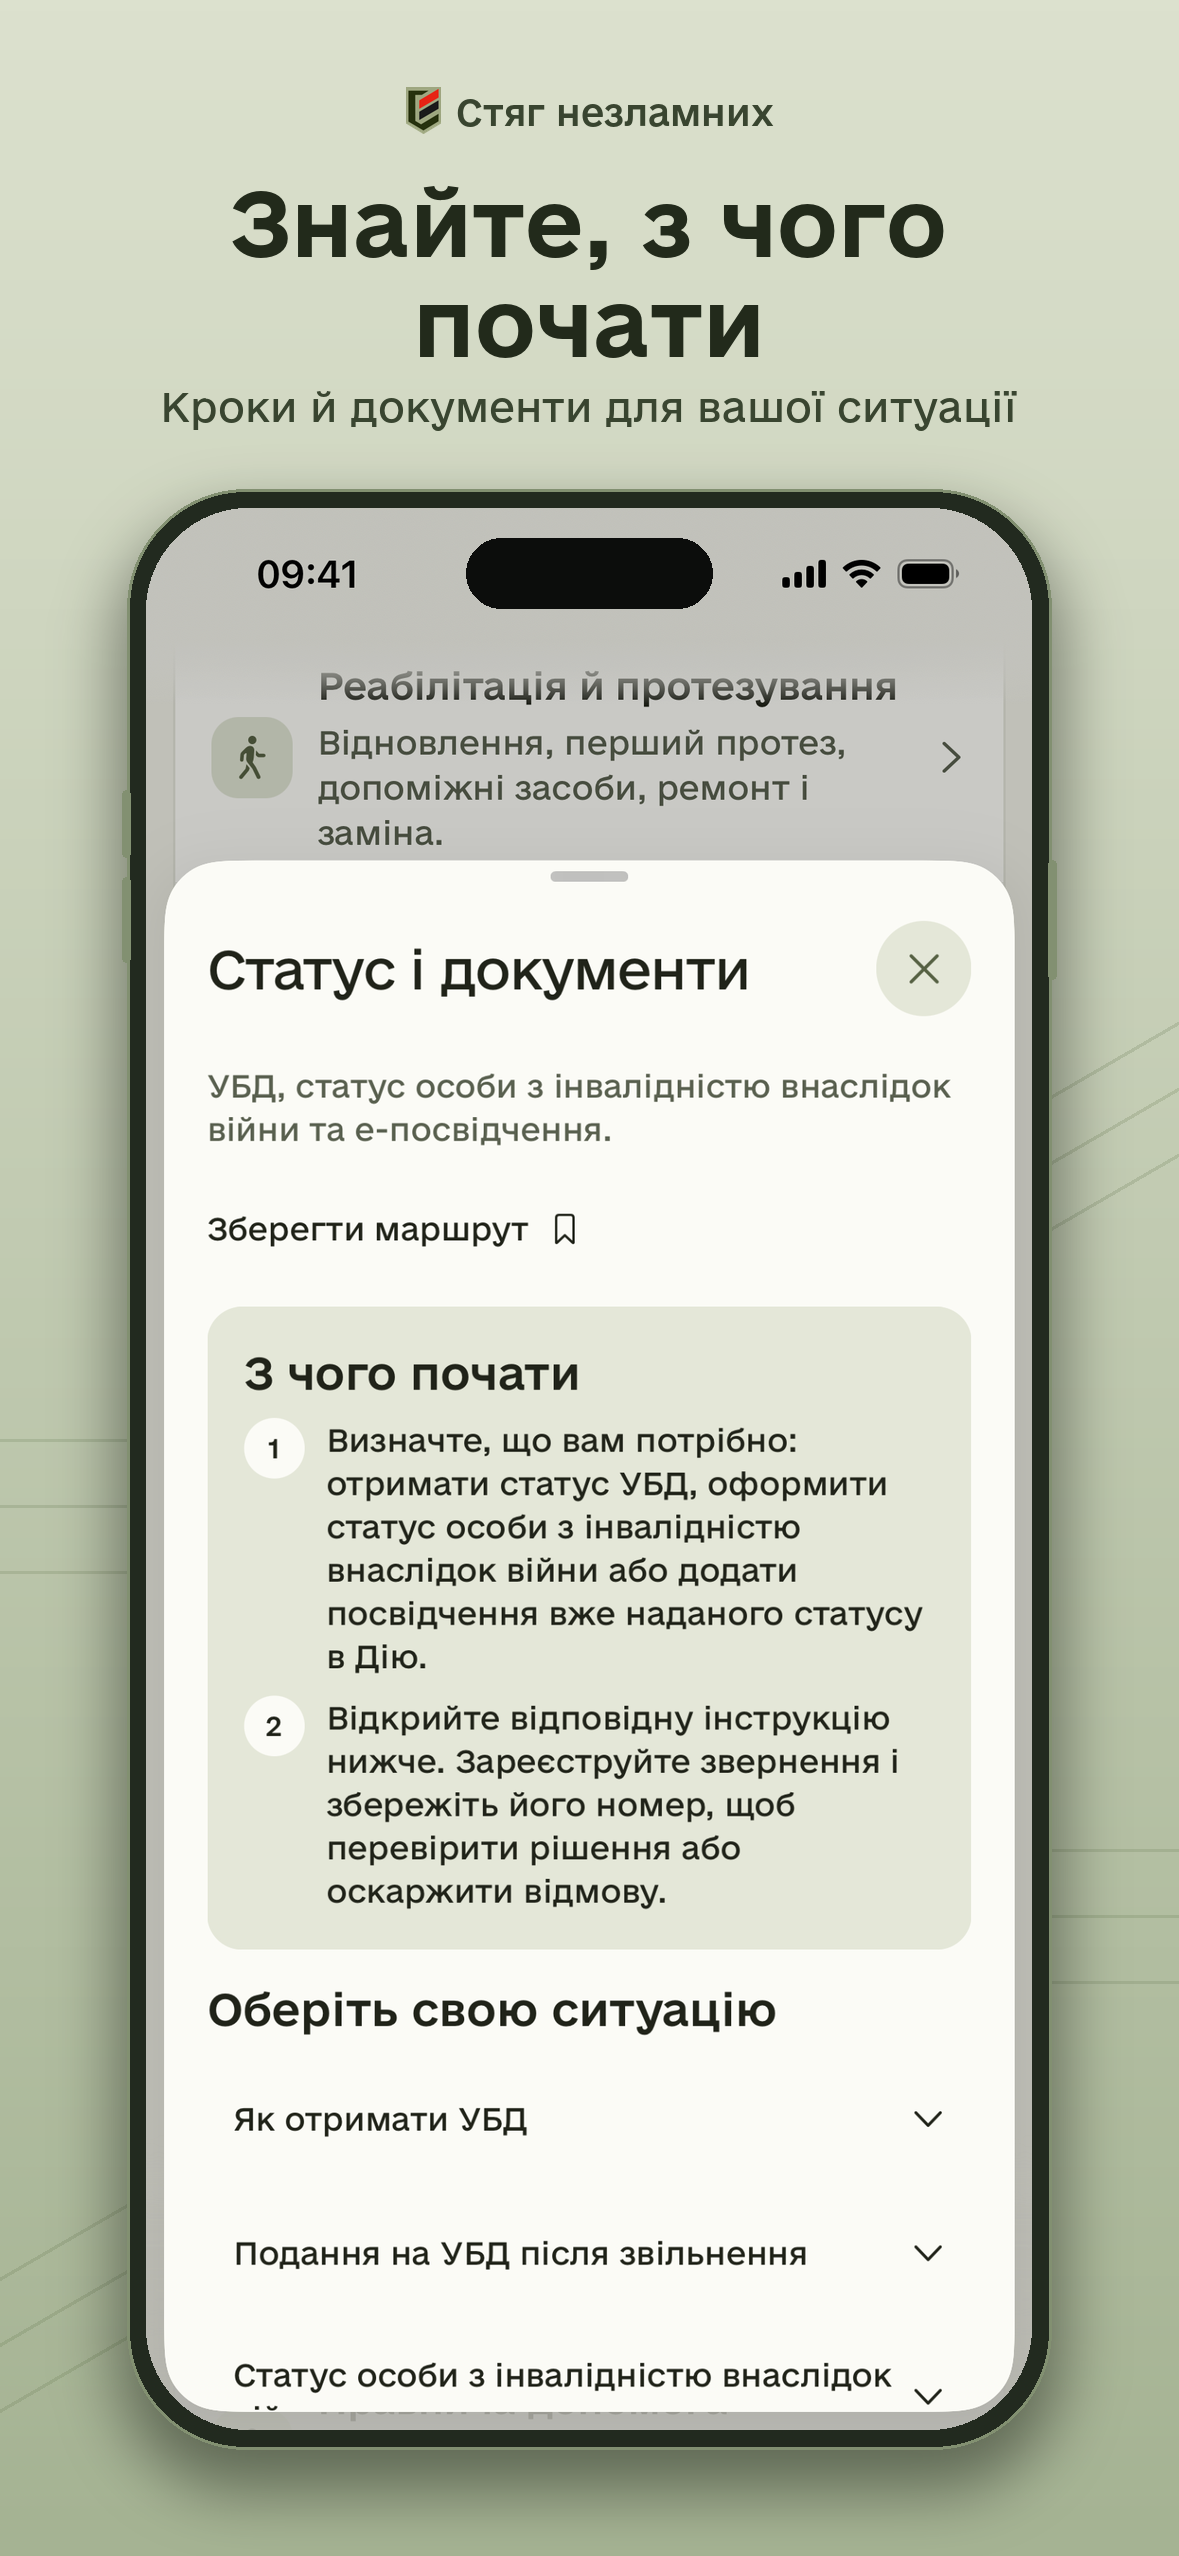 Стяг незламних
Знайте, з чого
почати
Кроки й документи для вашої ситуації
09:41
Реабілітація й протезування
Відновлення, перший протез,
допоміжні засоби, ремонт і
заміна.
Статус і документи
УБД, статус особи з інвалідністю внаслідок
війни та е-посвідчення.
Зберегти маршрут
З чого почати
1
Визначте, що вам потрібно:
отримати статус УБД, оформити
статус особи з інвалідністю
внаслідок війни або додати
посвідчення вже наданого статусу
в Дію.
2
Відкрийте відповідну інструкцію
нижче. Зареєструйте звернення і
збережіть його номер, щоб
перевірити рішення або
оскаржити відмову.
Оберіть свою ситуацію
Як отримати УБД
Подання на УБД після звільнення
Статус особи з інвалідністю внаслідок